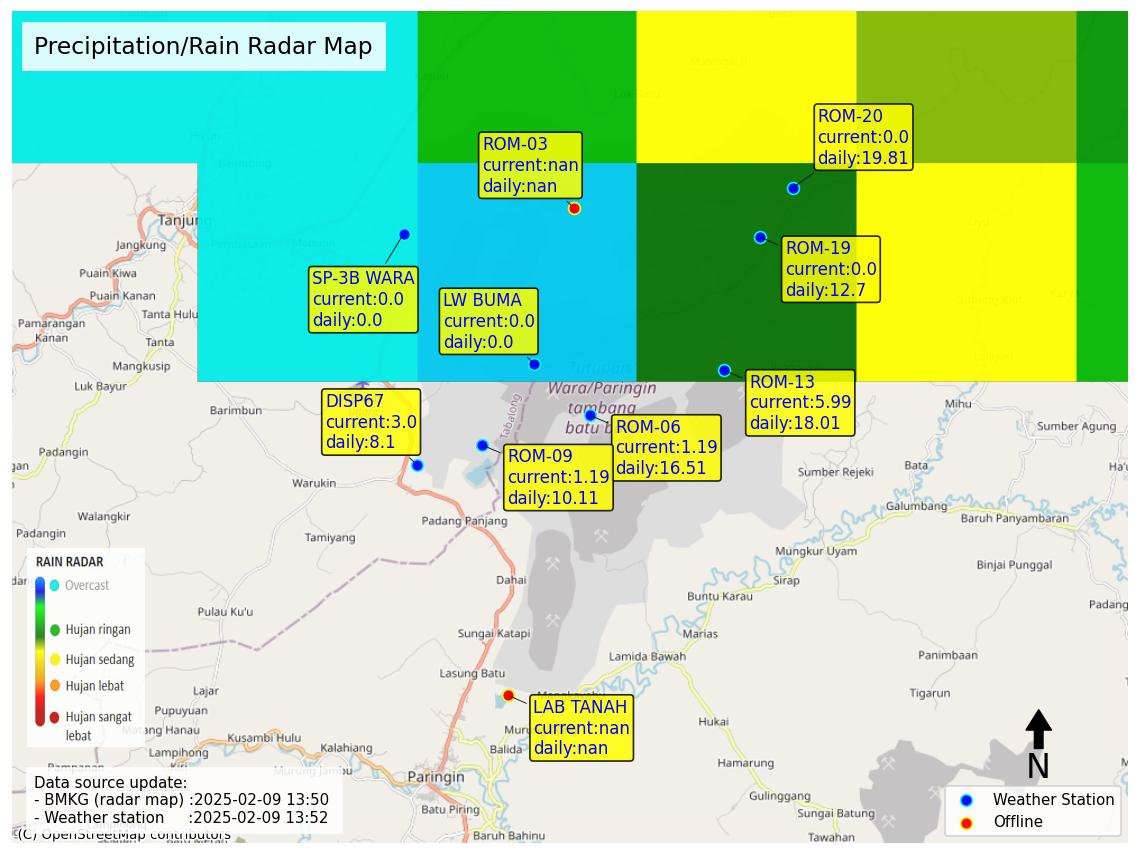 Precipitation/Rain Radar Map
ROM-20
current:0.0
daily:19.81
ROM-03
current:nan
daily:nan
Tanjung
Jangkung
Puain Kiwa
Puain Kanan
Tanta Hulu
Pamarangan
Kanan
Tanta
Mangkusip
Luk Bayur
SP-3B WARA
current:0.0
daily:0.0
LW BUMA
current:0.0
daily:0.0
ROM-19
current:0.0
daily:12.7
Tutupan
Wara/Paringin
tambang
batu
Tabalong
ROM-13
current:5.99
daily:18.01
DISP67
current:3.0
daily:8.1
ROM-06
current:1.19
daily:16.51
ROM-09
current:1.19
daily:10.11
Barimbun
Padangin
Warukin
Walangkir
Padangin
Tamiyang
Padang Panjang
Mihu
Sumber Agung
Sumber Rejeki
Bata
Galumbang
Baruh Panyambaran
Mungkur Uyam
Binjai Punggal
Sirap
Buntu Karau
Dahai
Pulau Ku'u
Sungai Katapi
Marias
Lamida Bawah
Panimbaan
Lasung Batu
Tigarun
Lajar
Pupuyuan
Matang Hanau
Kusambi Hulu
Lampihong
Kalahiang
Murung Jambu
Balida
Paringin
Hukai
Hamarung
Gulinggang
Batu Piring
Baruh Bahinu
Sungai Batung
Tawahan
LAB TANAH
current:nan
daily:nan
RAIN RADAR
Overcast
Hujan ringan
Hujan sedang
Hujan lebat
Hujan sangat
lebat
Data source update:
- BMKG (radar map) :2025-02-09 13:50
- Weather station :2025-02-09 13:52
(C) OpenStreetMap contributors
N
Weather Station
Offline